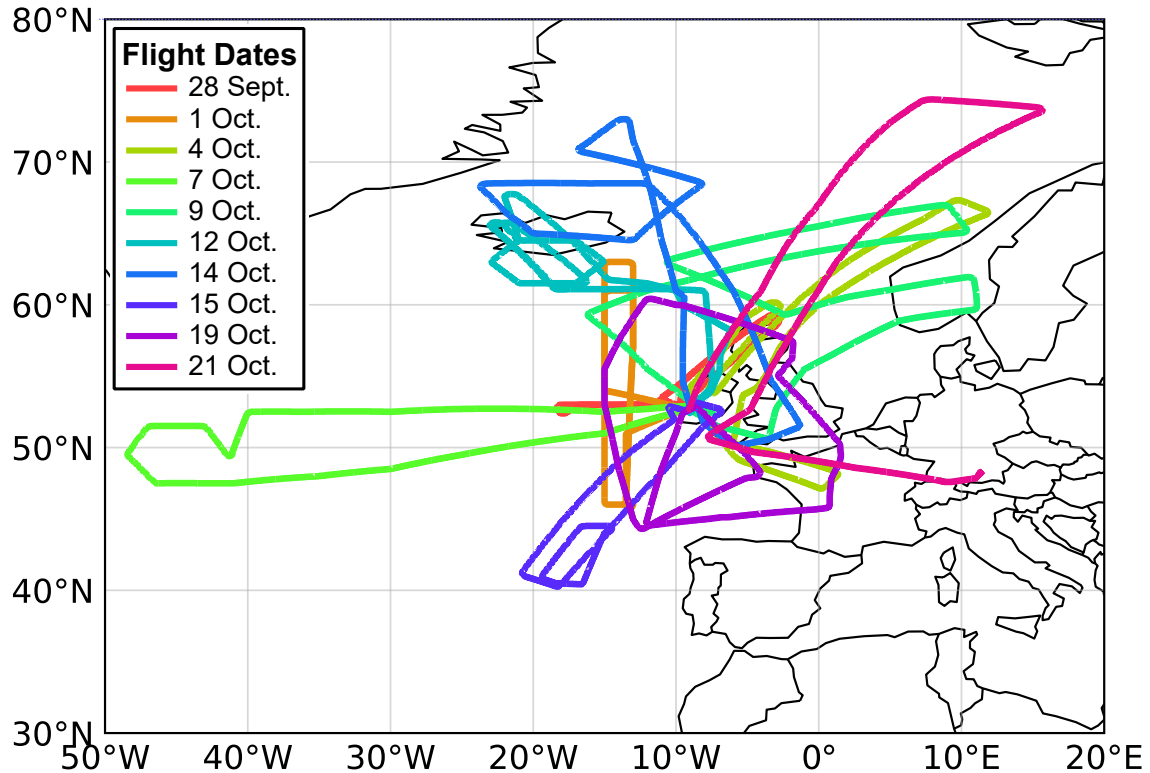 80°N
Flight Dates
28 Sept.
1 Oct.
4 Oct.
7 Oct.
9 Oct.
12 Oct.
14 Oct.
15 Oct.
19 Oct.
21 Oct.
70°N
60°N
50°N
40°N
30°N
50°W 40°W 30°W 20°W 10°W 0° 10°E 20°E